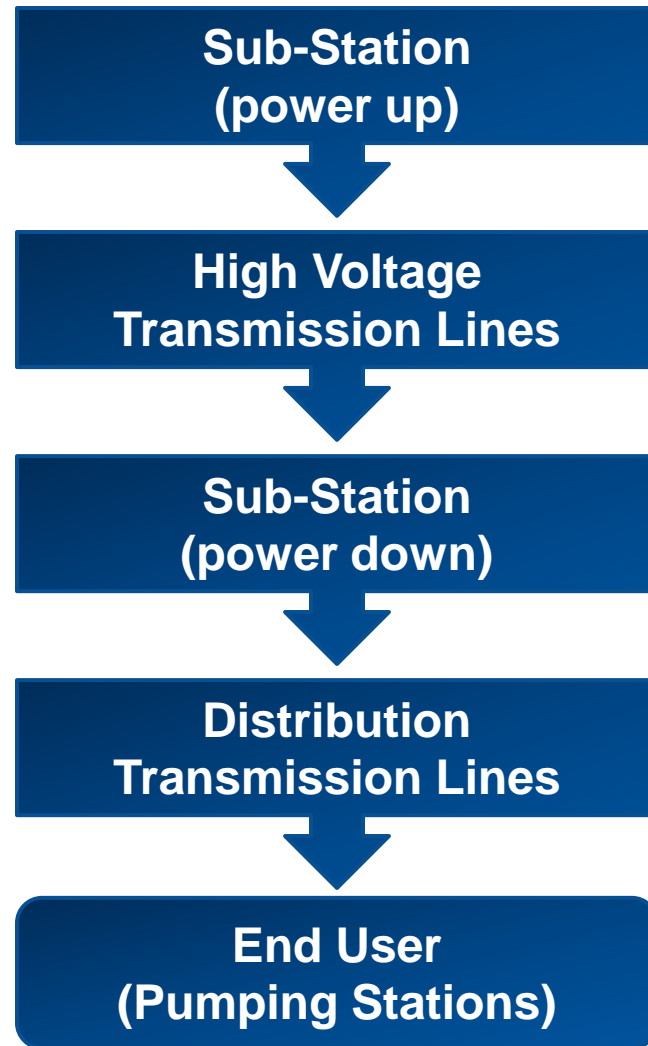 Sub-Station
(power up)
High Voltage
Transmission Lines
Sub-Station
(power down)
Distribution
Transmission Lines
End User
(Pumping Stations)